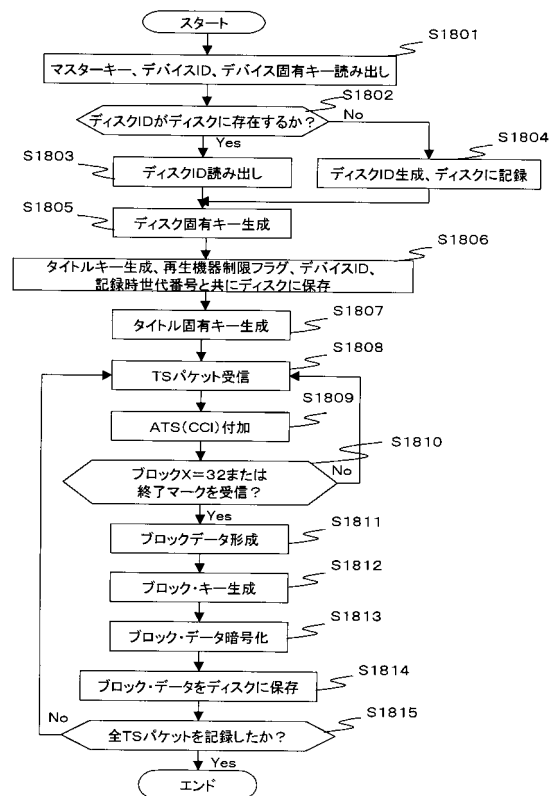 スタート
S1801
マスターキー、デバイスID、デバイス固有キー読み出し
S1802
ディスクIDがディスクに存在するか？
No
Yes
S1803
ディスクID読み出し
S1804
ディスクID生成、ディスクに記録
S1805
ディスク固有キー生成
S1806
タイトルキー生成、再生機器制限フラグ、デバイスID、
記録時世代番号と共にディスクに保存
S1807
タイトル固有キー生成
S1808
TSパケット受信
S1809
ATS(CCI)付加
S1810
ブロックX＝32または
終了マークを受信？
No
Yes
S1811
ブロックデータ形成
S1812
ブロック・キー生成
S1813
ブロック・データ暗号化
S1814
ブロック・データをディスクに保存
S1815
No
全TSパケットを記録したか？
Yes
エンド